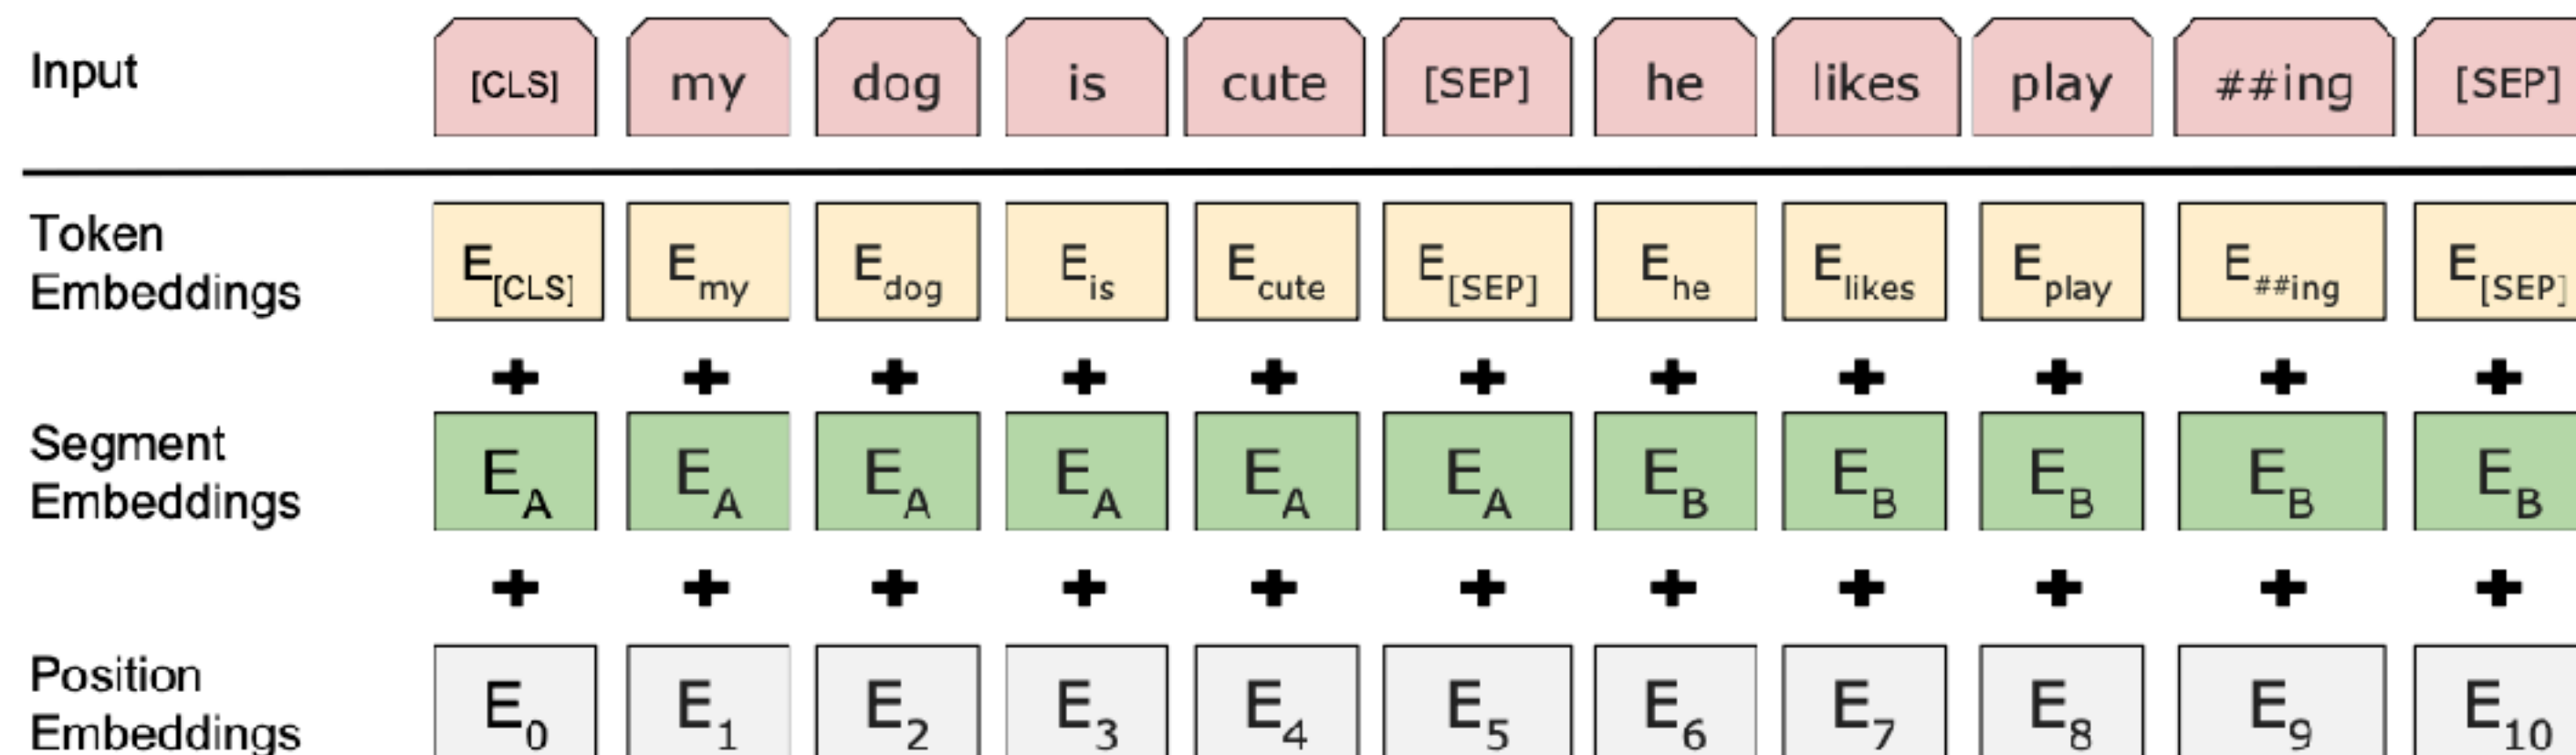 Input [CLS] my dog is cute [SEP] he likes play ##ing [SEP]
Token Embeddings E[CLS] Emy Edog Eis Ecute E[SEP] Ehe Elikes Eplay E##ing E[SEP]
+ + + + + + + + + + +
Segment Embeddings EA EA EA EA EA EA EB EB EB EB EB
+ + + + + + + + + + +
Position Embeddings E0 E1 E2 E3 E4 E5 E6 E7 E8 E9 E10